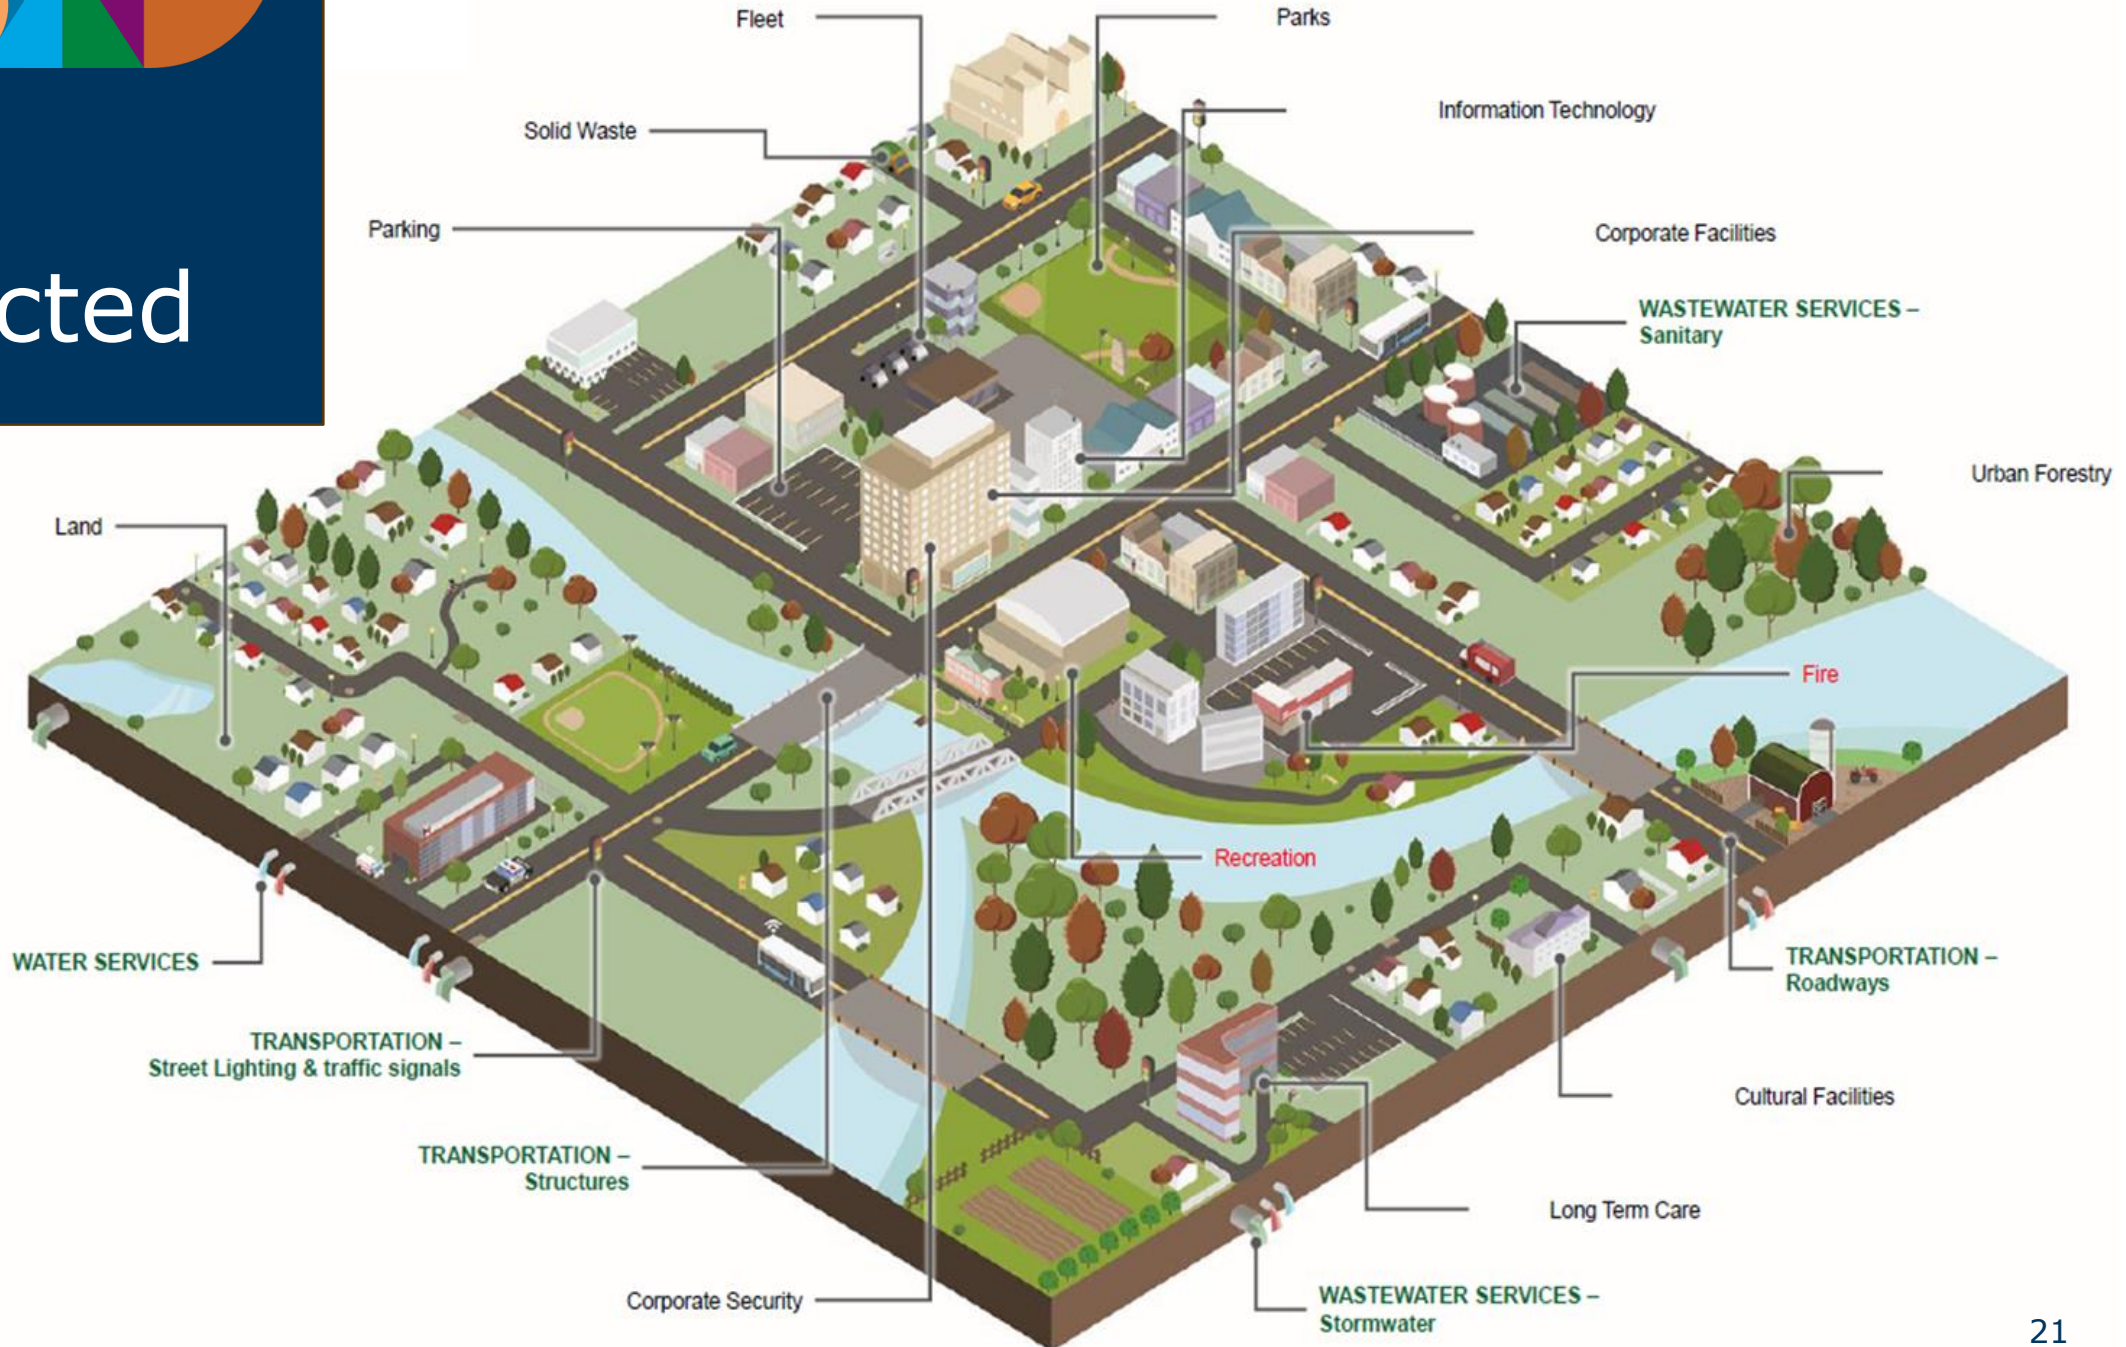 cted
Fleet
Parks
Solid Waste
Information Technology
Parking
Corporate Facilities
WASTEWATER SERVICES –
Sanitary
Urban Forestry
Land
Fire
Recreation
WATER SERVICES
TRANSPORTATION –
Roadways
TRANSPORTATION –
Street Lighting & traffic signals
Cultural Facilities
TRANSPORTATION –
Structures
Long Term Care
Corporate Security
WASTEWATER SERVICES –
Stormwater
21